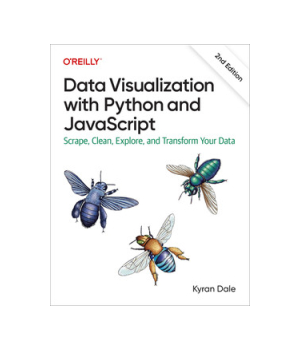 O'REILLY®
2nd Edition
Data Visualization
with Python and
JavaScript
Scrape, Clean, Explore, and Transform Your Data
Kyran Dale